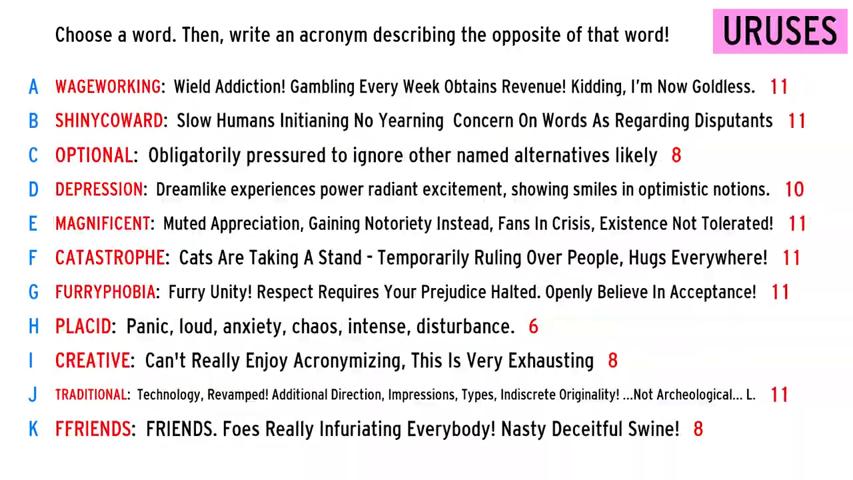 Choose a word. Then, write an acronym describing the opposite of that word!
URUSES
A WAGEWORKING: Wield Addiction! Gambling Every Week Obtains Revenue! Kidding, I'm Now Goldless. 11
B SHINYCOWARD: Slow Humans Initianing No Yearning Concern On Words As Regarding Disputants 11
C OPTIONAL: Obligatorily pressured to ignore other named alternatives likely 8
D DEPRESSION: Dreamlike experiences power radiant excitement, showing smiles in optimistic notions. 10
E MAGNIFICENT: Muted Appreciation, Gaining Notoriety Instead, Fans In Crisis, Existence Not Tolerated! 11
F CATASTROPHE: Cats Are Taking A Stand - Temporarily Ruling Over People, Hugs Everywhere! 11
G FURRYPHOBIA: Furry Unity! Respect Requires Your Prejudice Halted. Openly Believe In Acceptance! 11
H PLACID: Panic, loud, anxiety, chaos, intense, disturbance. 6
I CREATIVE: Can't Really Enjoy Acronymizing, This Is Very Exhausting 8
J TRADITIONAL: Technology, Revamped! Additional Direction, Impressions, Types, Indiscrete Originality! ...Not Archeological... L. 11
K FFRIENDS: FRIENDS. Foes Really Infuriating Everybody! Nasty Deceitful Swine! 8